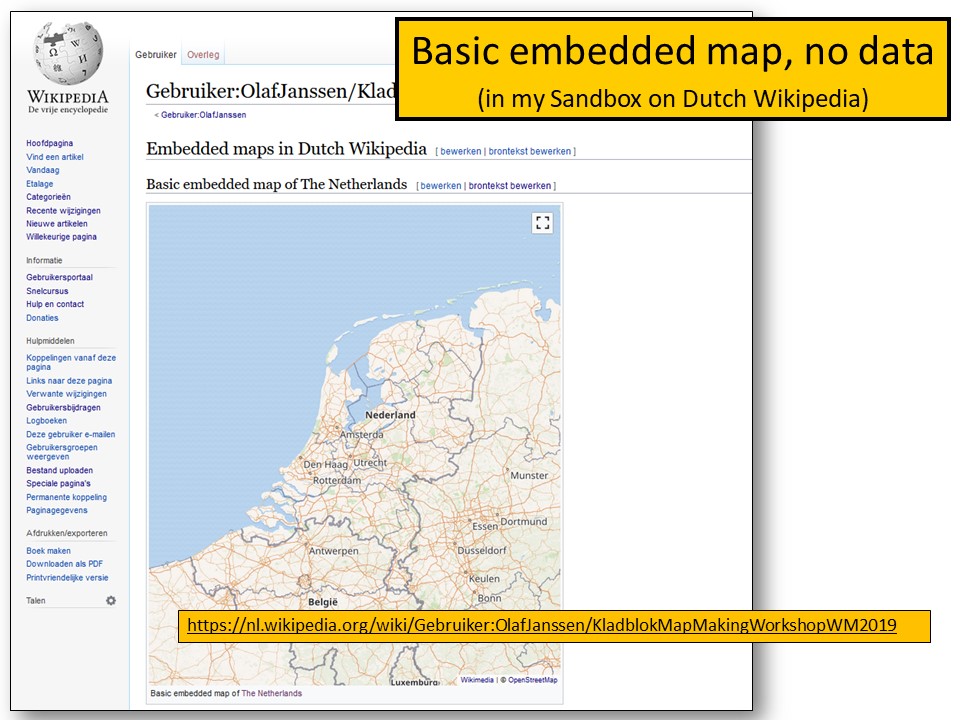 Basic embedded map, no data
(in my Sandbox on Dutch Wikipedia)
WIKIPEDIA
De vrije encyclopedie
Gebruiker Overleg
Gebruiker:OlafJanssen/Klad
< Gebruiker:OlafJanssen
Embedded maps in Dutch Wikipedia [ bewerken | brontekst bewerken ]
Basic embedded map of The Netherlands [ bewerken | brontekst bewerken ]
Hoofdpagina
Vind een artikel
Vandaag
Etalage
Categorieën
Recente wijzigingen
Nieuwe artikelen
Willekeurige pagina
Informatie
Gebruikersportaal
Snelcursus
Hulp en contact
Donaties
Hulpmiddelen
Koppelingen vanaf deze
pagina
Links naar deze pagina
Verwante wijzigingen
Gebruikersbijdragen
Logboeken
Deze gebruiker e-mailen
Gebruikersgroepen
weergeven
Bestand uploaden
Speciale pagina's
Permanente koppeling
Paginagegevens
Afdrukken/exporteren
Boek maken
Downloaden als PDF
Printvriendelijke versie
Talen
Nederland
Amsterda
Den Haag Utrecht
Rotterdam
Munster
Essen Dortmund
Antwerpen
Düsseldorf
Keulen
Bonn
België
https://nl.wikipedia.org/wiki/Gebruiker:OlafJanssen/KladblokMapMakingWorkshopWM2019
Luxemburg
Wikimedia | © OpenStreetMap
Basic embedded map of The Netherlands